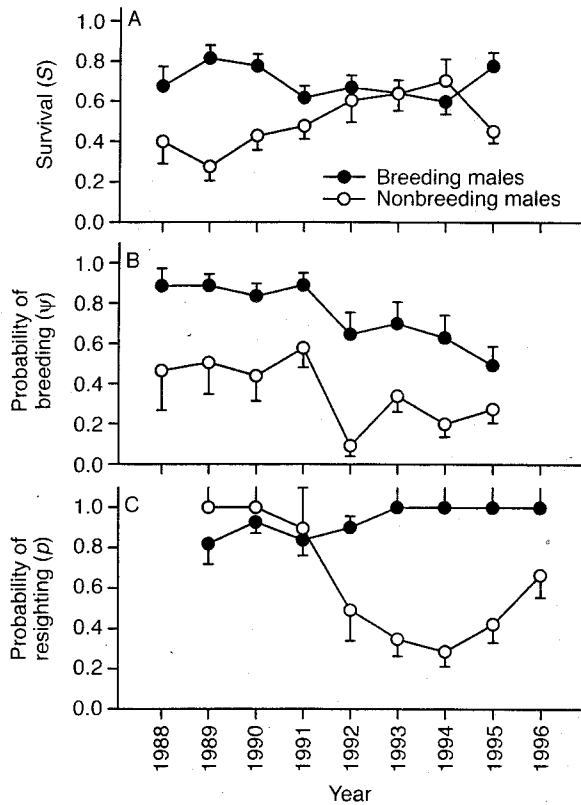 A
1.0
0.8
0.6
0.4
0.2
0.0
Survival (S)
Breeding males
Nonbreeding males
B
1.0
0.8
0.6
0.4
0.2
0.0
Probability of
breeding (ψ)
C
1.0
0.8
0.6
0.4
0.2
0.0
Probability of
resighting (p)
1988
1989
1990
1991
1992
1993
1994
1995
1996
Year